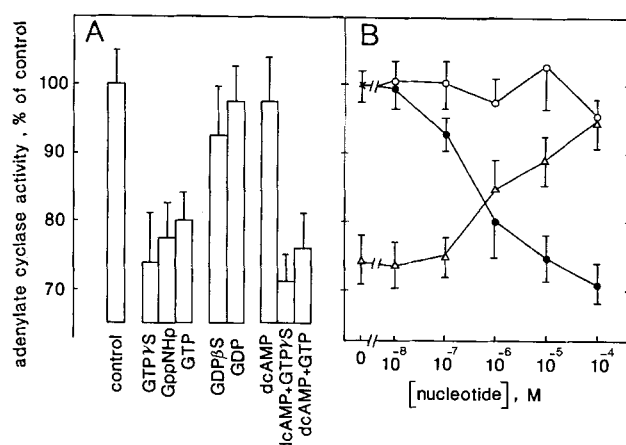 A
B
adenylate cyclase activity, % of control
100
90
80
70
control
GTPγS
GppNHp
GTP
GDPβS
GDP
dcAMP
dcAMP+GTPγS
dcAMP+GTP
0
10⁻⁸
10⁻⁷
10⁻⁶
10⁻⁵
10⁻⁴
[nucleotide], M